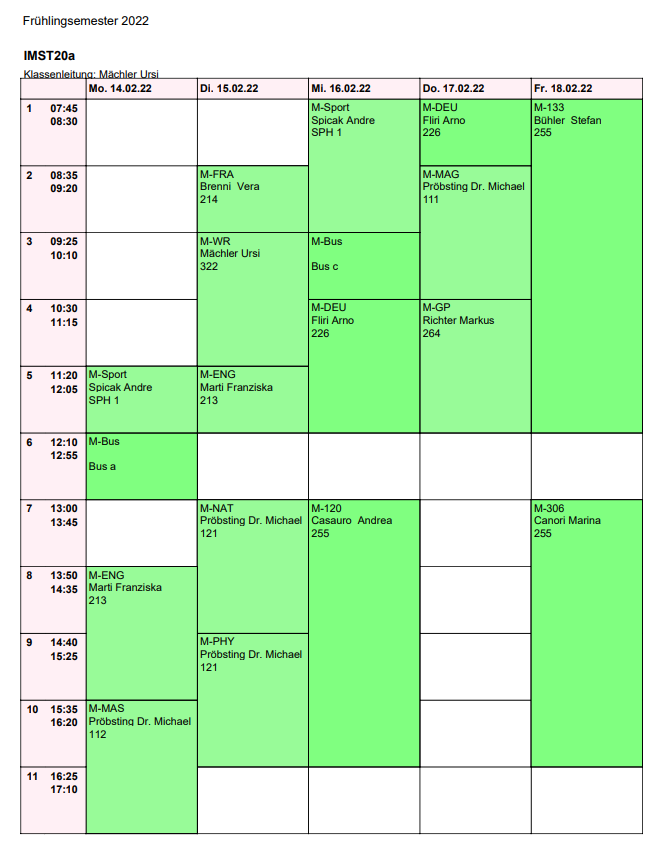 Frühlingsemester 2022
IMST20a
Klassenleitung: Mächler Ursi
Mo. 14.02.22 Di. 15.02.22 Mi. 16.02.22 Do. 17.02.22 Fr. 18.02.22
1 07:45
08:30
M-Sport
Spicak Andre
SPH 1
M-DEU
Fliri Arno
226
M-133
Bühler Stefan
255
2 08:35
09:20
M-FRA
Brenni Vera
214
M-MAG
Pröbsting Dr. Michael
111
3 09:25
10:10
M-WR
Mächler Ursi
322
M-Bus
Bus c
4 10:30
11:15
M-DEU
Fliri Arno
226
M-GP
Richter Markus
264
5 11:20
12:05
M-Sport
Spicak Andre
SPH 1
M-ENG
Marti Franziska
213
6 12:10
12:55
M-Bus
Bus a
7 13:00
13:45
M-NAT
Pröbsting Dr. Michael
121
M-120
Casauro Andrea
255
M-306
Canori Marina
255
8 13:50
14:35
M-ENG
Marti Franziska
213
9 14:40
15:25
M-PHY
Pröbsting Dr. Michael
121
10 15:35
16:20
M-MAS
Pröbsting Dr. Michael
112
11 16:25
17:10